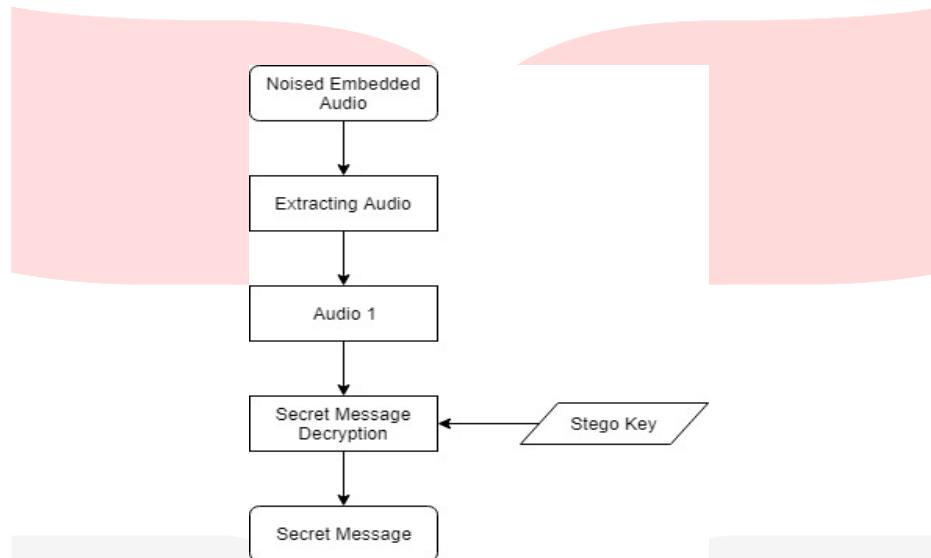 Noised Embedded
Audio
Extracting Audio
Audio 1
Secret Message
Decryption
Stego Key
Secret Message